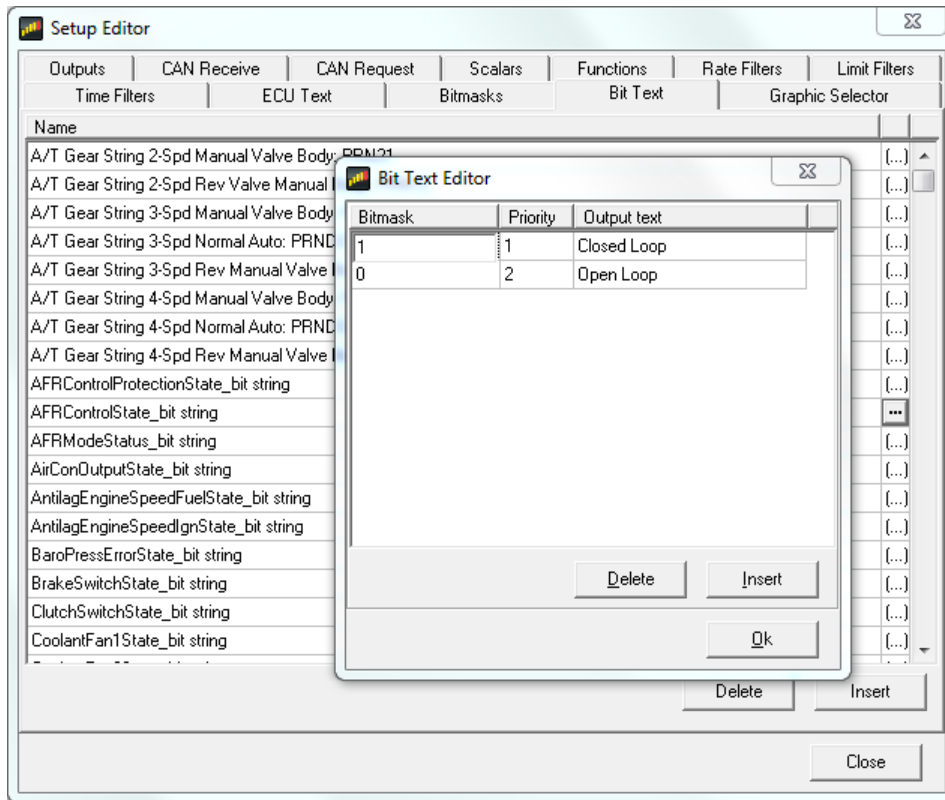 Setup Editor
Outputs CAN Receive CAN Request Scalars Functions Rate Filters Limit Filters
Time Filters ECU Text Bitmasks Bit Text Graphic Selector
Name
A/T Gear String 2-Spd Manual Valve Body: PRN21 (...)
A/T Gear String 2-Spd Rev Valve Manual (...)
A/T Gear String 3-Spd Manual Valve Body (...)
A/T Gear String 3-Spd Normal Auto: PRND (...)
A/T Gear String 3-Spd Rev Manual Valve (...)
A/T Gear String 4-Spd Manual Valve Body (...)
A/T Gear String 4-Spd Normal Auto: PRND (...)
A/T Gear String 4-Spd Rev Manual Valve (...)
AFRControlProtectionState_bit string (...)
AFRControlState_bit string ...
AFRModeStatus_bit string (...)
AirConOutputState_bit string (...)
AntilagEngineSpeedFuelState_bit string (...)
AntilagEngineSpeedIgnState_bit string (...)
BaroPressErrorState_bit string (...)
BrakeSwitchState_bit string (...)
ClutchSwitchState_bit string (...)
CoolantFan1State_bit string (...)
Bit Text Editor
Bitmask Priority Output text
1 1 Closed Loop
0 2 Open Loop
Delete Insert
Ok
Delete Insert
Close